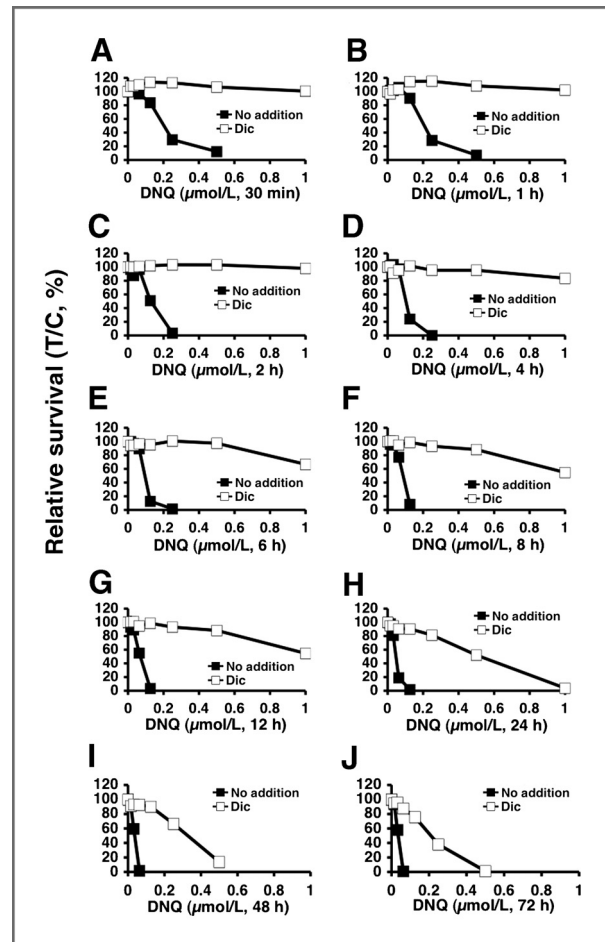 Relative survival (T/C, %)
A
120
100
80
60
40
20
0
No addition
Dic
0 0.2 0.4 0.6 0.8 1
DNQ (µmol/L, 30 min)
B
120
100
80
60
40
20
0
No addition
Dic
0 0.2 0.4 0.6 0.8 1
DNQ (µmol/L, 1 h)
C
120
100
80
60
40
20
0
No addition
Dic
0 0.2 0.4 0.6 0.8 1
DNQ (µmol/L, 2 h)
D
120
100
80
60
40
20
0
No addition
Dic
0 0.2 0.4 0.6 0.8 1
DNQ (µmol/L, 4 h)
E
120
100
80
60
40
20
0
No addition
Dic
0 0.2 0.4 0.6 0.8 1
DNQ (µmol/L, 6 h)
F
120
100
80
60
40
20
0
No addition
Dic
0 0.2 0.4 0.6 0.8 1
DNQ (µmol/L, 8 h)
G
120
100
80
60
40
20
0
No addition
Dic
0 0.2 0.4 0.6 0.8 1
DNQ (µmol/L, 12 h)
H
120
100
80
60
40
20
0
No addition
Dic
0 0.2 0.4 0.6 0.8 1
DNQ (µmol/L, 24 h)
I
120
100
80
60
40
20
0
No addition
Dic
0 0.2 0.4 0.6 0.8 1
DNQ (µmol/L, 48 h)
J
120
100
80
60
40
20
0
No addition
Dic
0 0.2 0.4 0.6 0.8 1
DNQ (µmol/L, 72 h)